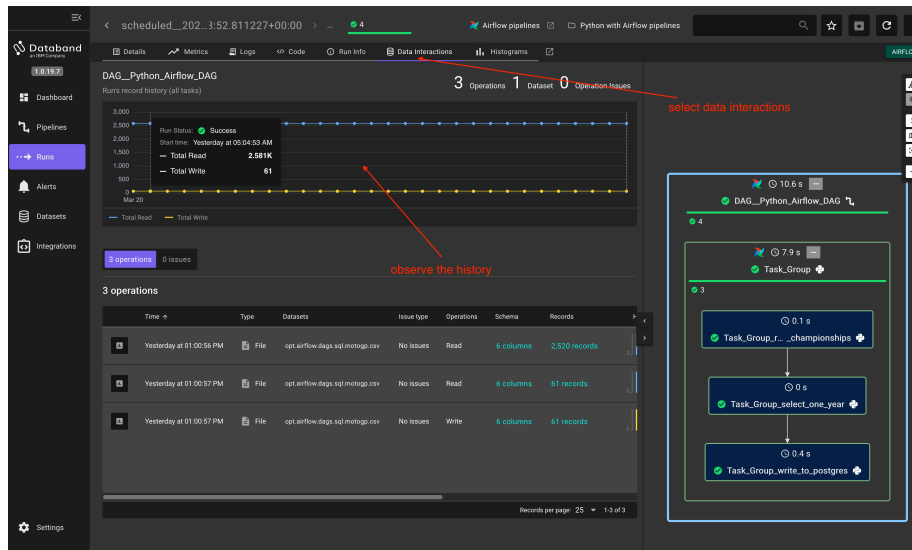 scheduled__202...3:52.811227+00:00
4
Airflow pipelines
Python with Airflow pipelines
Databand
an IBM Company
1.0.19.7
Dashboard
Pipelines
Runs
Alerts
Datasets
Integrations
Settings
Details
Metrics
Logs
Code
Run Info
Data Interactions
Histograms
AIRFLO
DAG__Python_Airflow_DAG
Run's record history (all tasks)
3 Operations 1 Dataset 0 Operation Issues
select data interactions
3,000
2,500
2,000
1,500
1,000
500
0
Mar 20
Run Status: Success
Start time: Yesterday at 05:04:53 AM
Total Read 2.581K
Total Write 61
Total Read Total Write
observe the history
3 operations 0 issues
3 operations
Time Type Datasets Issue type Operations Schema Records
Yesterday at 01:00:56 PM File opt.airflow.dags.sql.motogp.csv No issues Read 6 columns 2,520 records
Yesterday at 01:00:57 PM File opt.airflow.dags.sql.motogp.csv No issues Read 6 columns 61 records
Yesterday at 01:00:57 PM File opt.airflow.dags.sql.motogp.csv No issues Write 6 columns 61 records
Records per page: 25 1-3 of 3
10.6 s
DAG__Python_Airflow_DAG
4
7.9 s
Task_Group
3
0.1 s
Task_Group_r... _championships
0 s
Task_Group_select_one_year
0.4 s
Task_Group_write_to_postgres